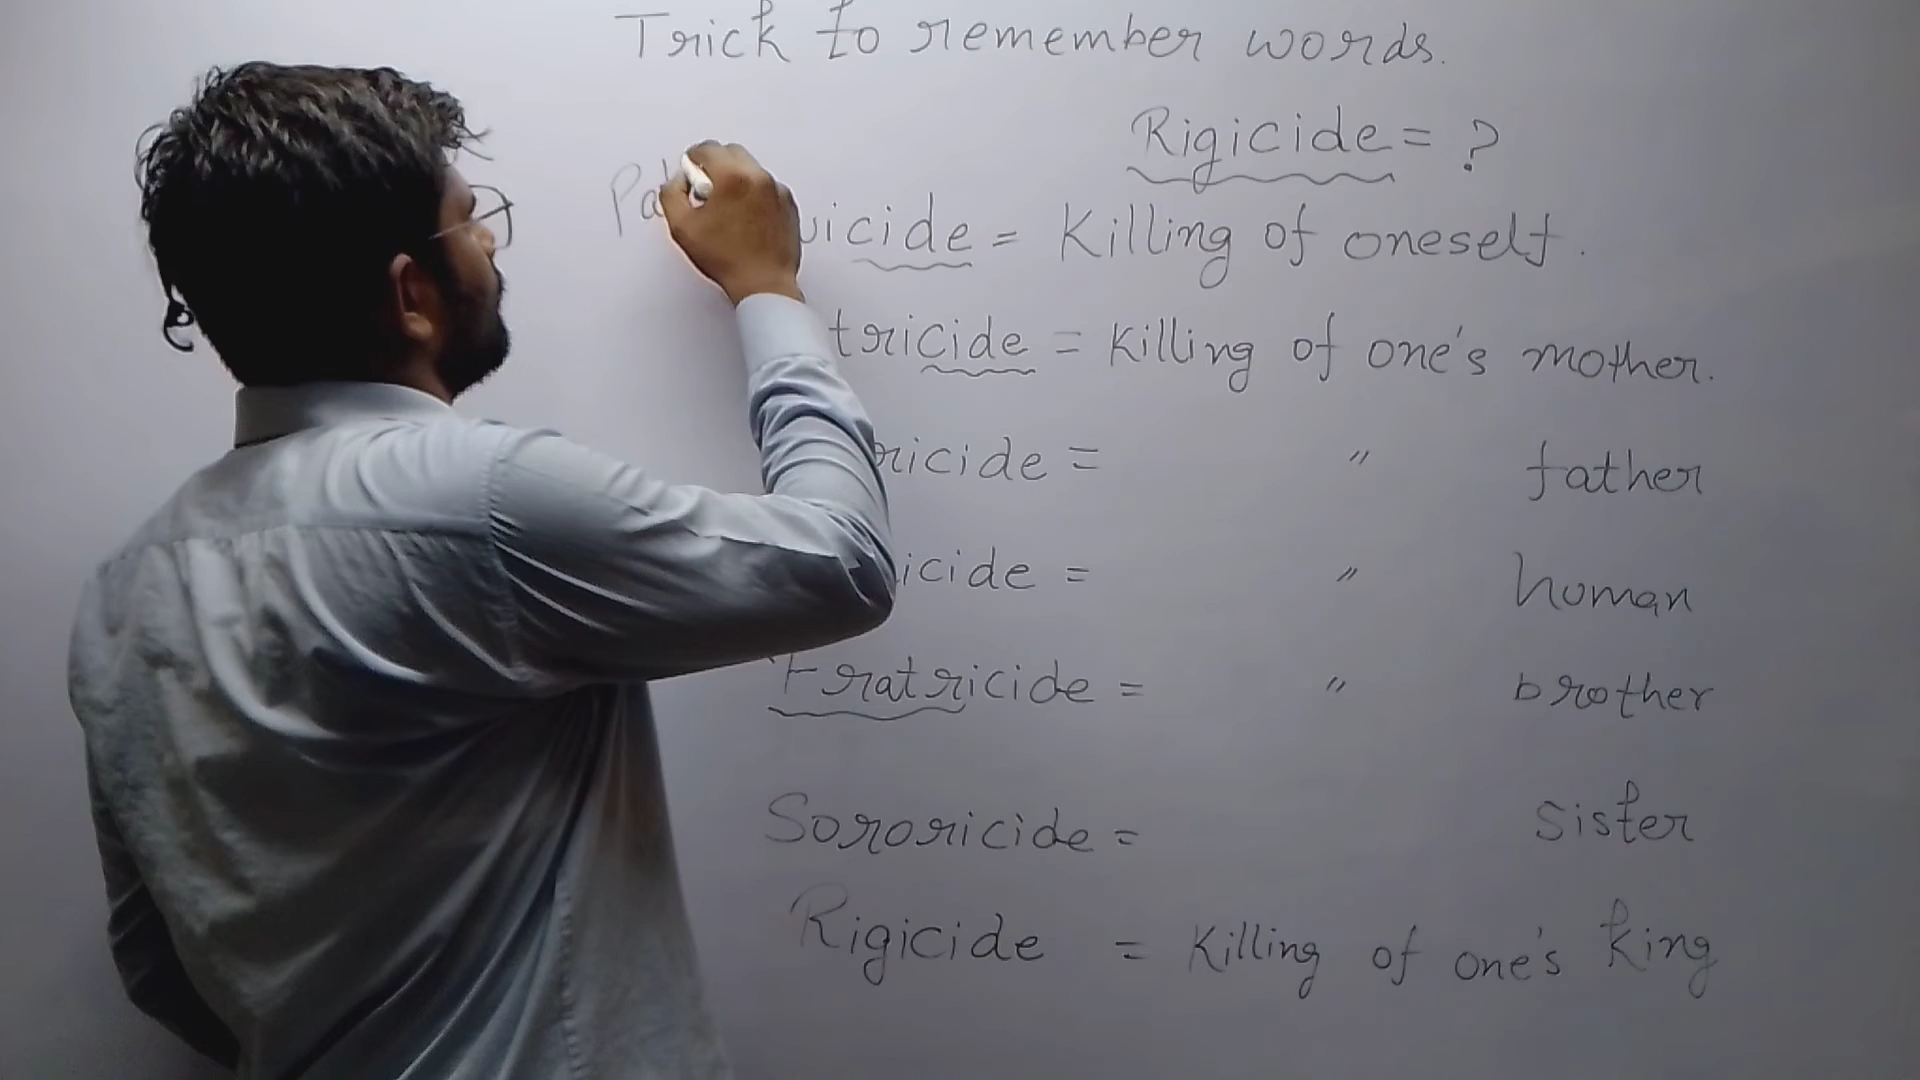 Trick to remember words.
Rigicide = ?
Pa
uicide = Killing of oneself.
tricide = Killing of one's mother.
ricide = " father
icide = " human
Fratricide = " brother
Sororicide = sister
Rigicide = Killing of one's king